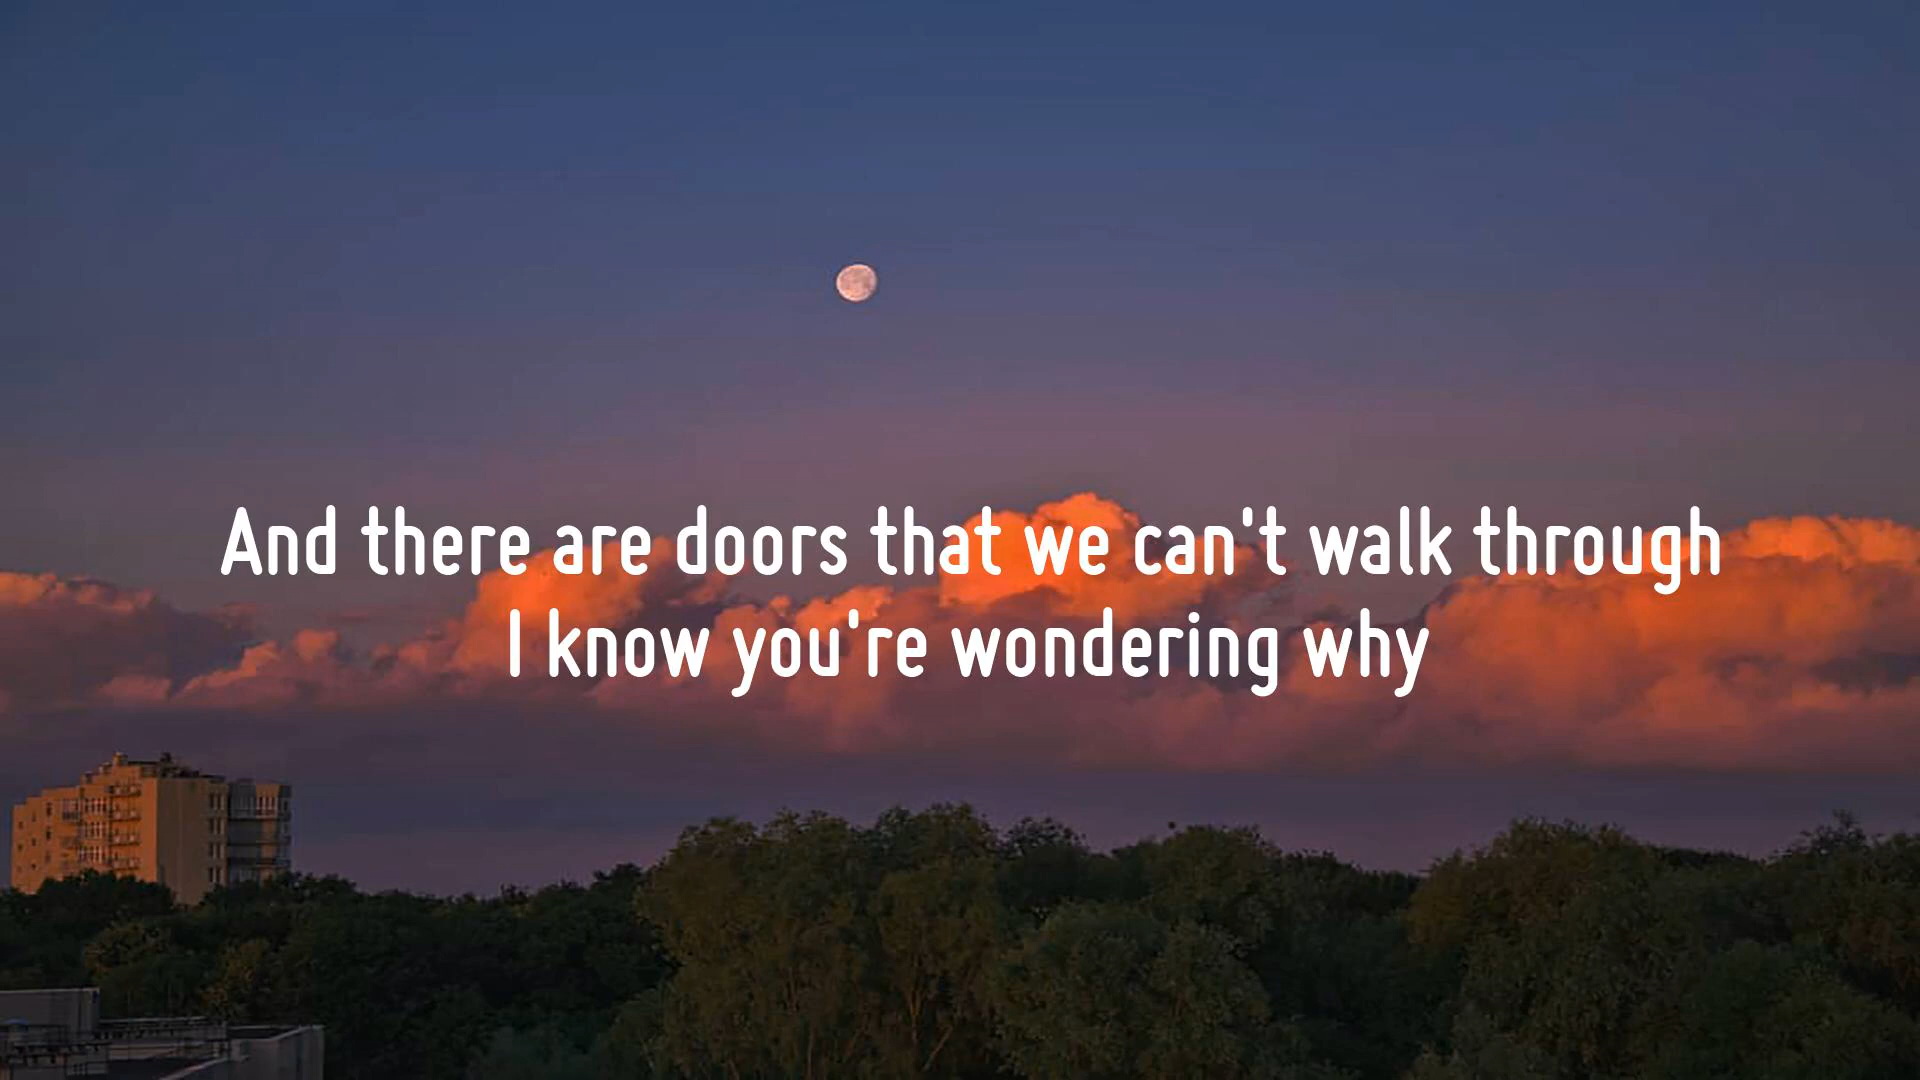 And there are doors that we can't walk through
I know you're wondering why